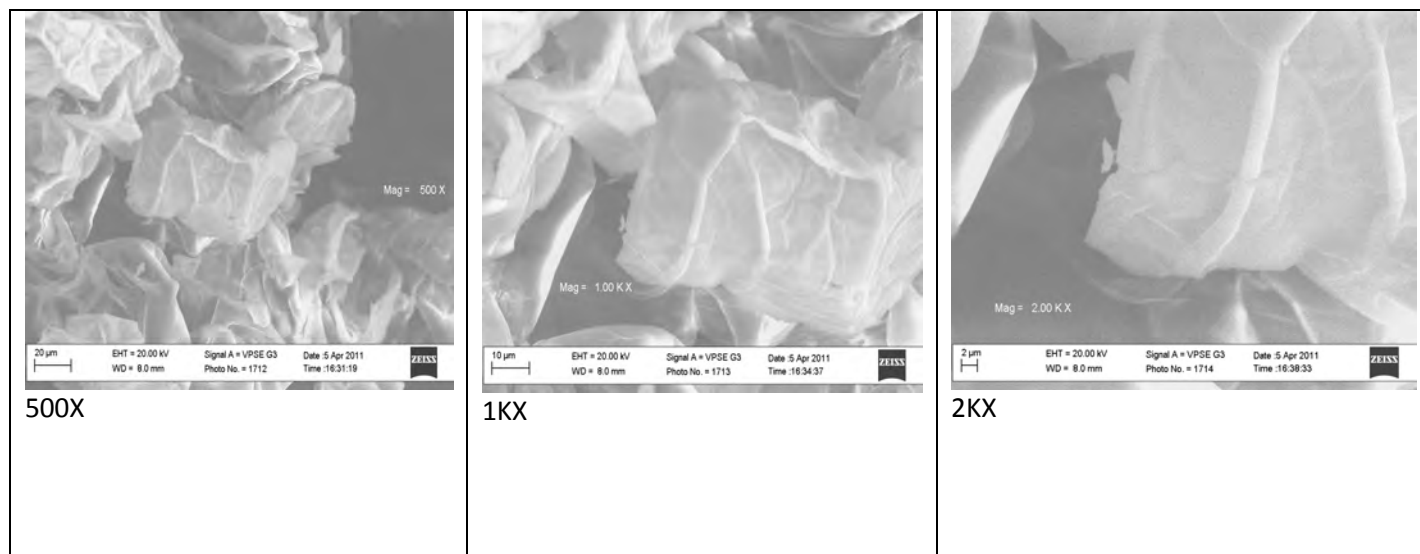 Mag = 500 X
20 µm
EHT = 20.00 kV Signal A = VPSE G3 Date :5 Apr 2011
WD = 8.0 mm Photo No. = 1712 Time :16:31:19
ZEISS
500X
Mag = 1.00 K X
10 µm
EHT = 20.00 kV Signal A = VPSE G3 Date :5 Apr 2011
WD = 8.0 mm Photo No. = 1713 Time :16:34:37
ZEISS
1KX
Mag = 2.00 K X
2 µm
EHT = 20.00 kV Signal A = VPSE G3 Date :5 Apr 2011
WD = 8.0 mm Photo No. = 1714 Time :16:38:33
ZEISS
2KX